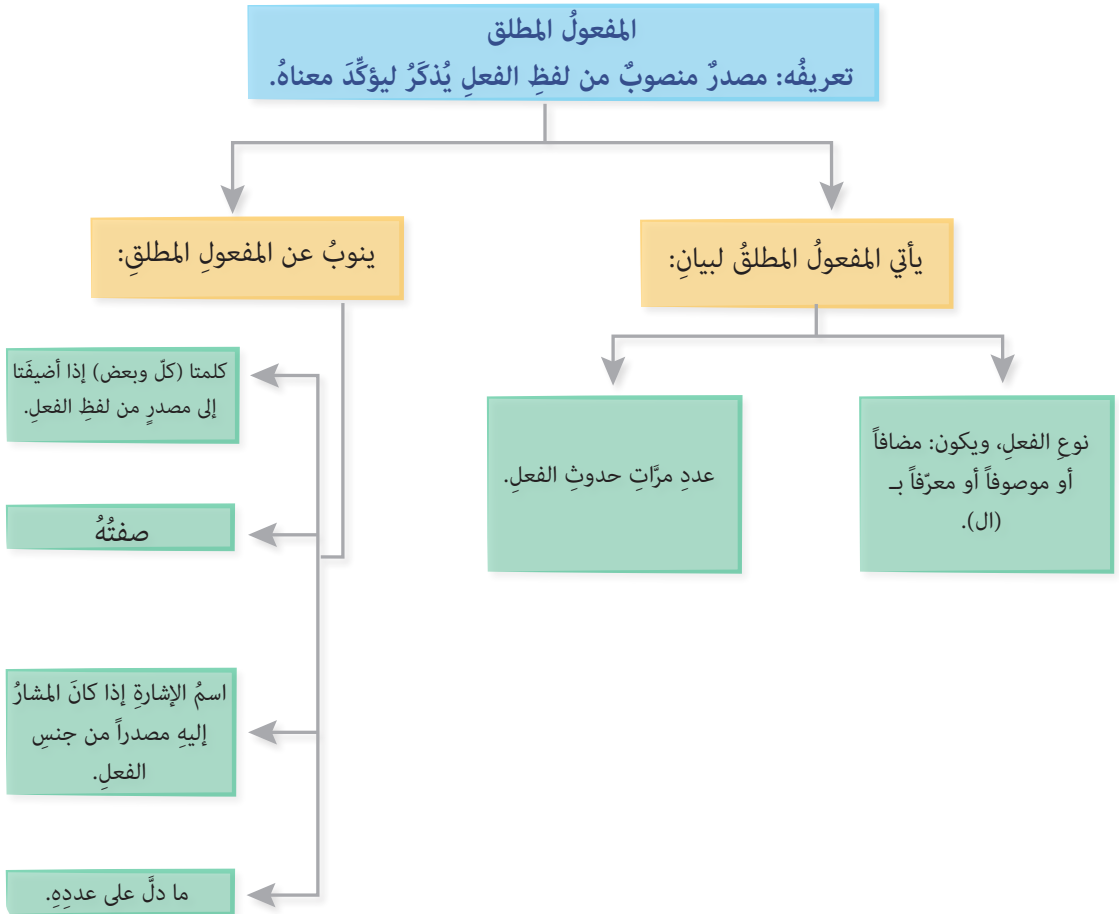 المفعولُ المطلق
تعريفُه: مصدرٌ منصوبٌ من لفظِ الفعلِ يُذكَرُ ليؤكِّدَ معناهُ.
يأتي المفعولُ المطلقُ لبيانِ:
نوعِ الفعلِ، ويكون: مضافاً
أو موصوفاً أو معرّفاً بـ
(ال).
عددِ مرَّاتِ حدوثِ الفعلِ.
ينوبُ عن المفعولِ المطلقِ:
كلمتا (كلّ وبعض) إذا أضيفَتا
إلى مصدرٍ من لفظِ الفعلِ.
صفتُهُ
اسمُ الإشارةِ إذا كانَ المشارُ
إليهِ مصدراً من جنسِ
الفعلِ.
ما دلَّ على عددِهِ.